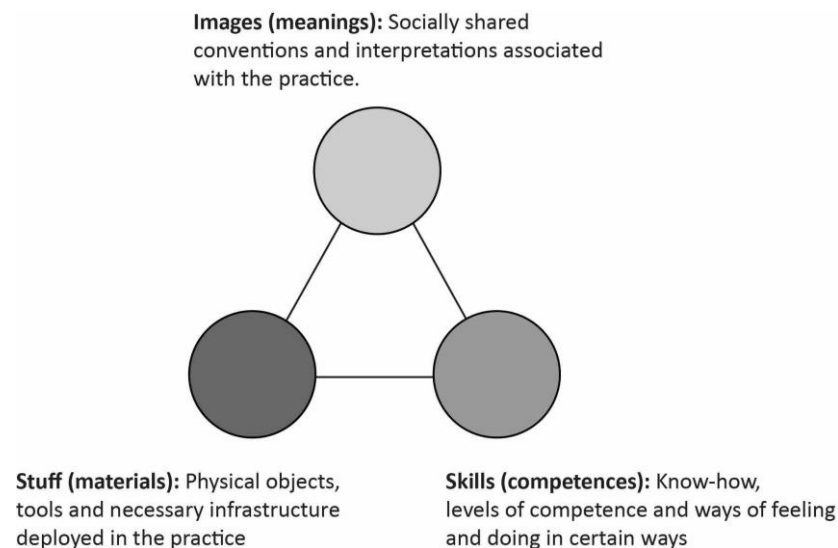 Images (meanings): Socially shared
conventions and interpretations associated
with the practice.
Stuff (materials): Physical objects,
tools and necessary infrastructure
deployed in the practice
Skills (competences): Know-how,
levels of competence and ways of feeling
and doing in certain ways